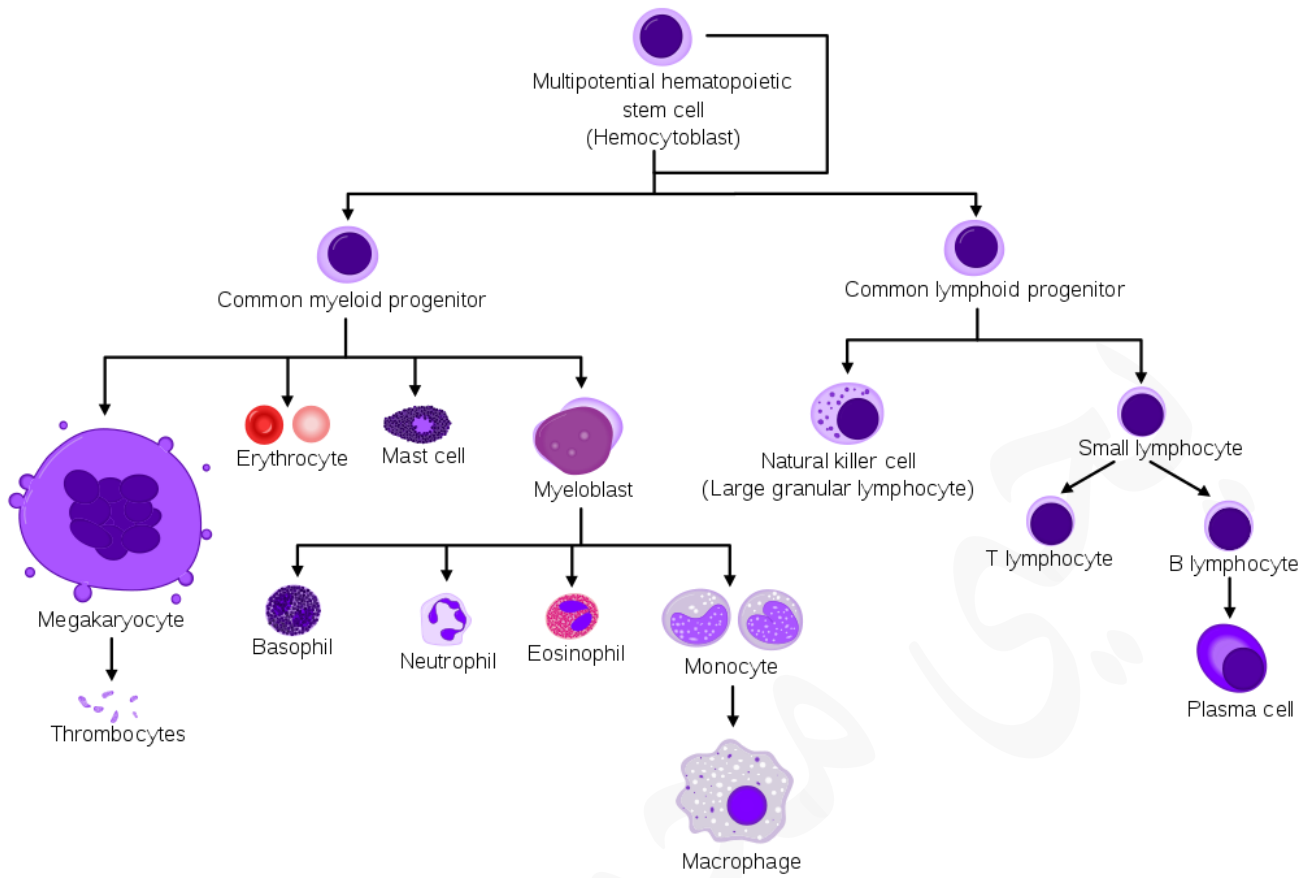 Multipotential hematopoietic
stem cell
(Hemocytoblast)
Common myeloid progenitor
Common lymphoid progenitor
Erythrocyte
Mast cell
Myeloblast
Natural killer cell
(Large granular lymphocyte)
Small lymphocyte
T lymphocyte
B lymphocyte
Megakaryocyte
Basophil
Neutrophil
Eosinophil
Monocyte
Plasma cell
Thrombocytes
Macrophage